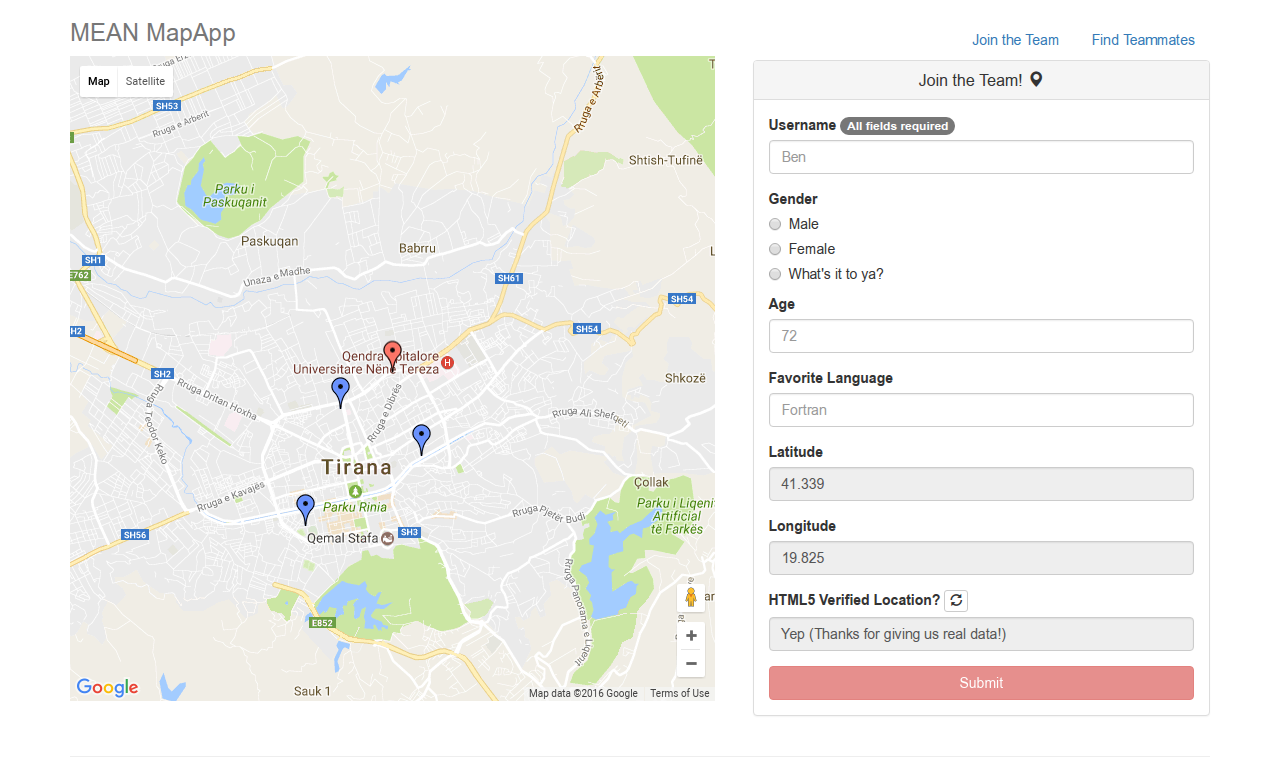 MEAN MapApp
Join the Team
Find Teammates
Map
Satellite
SH53
Rruga e Arberit
Rruga e Arbërit
Shtish-Tufinë
Parku i
Paskuqanit
Paskuqan
Babrru
SH1
E762
Unaza e Madhe
SH61
SH54
H2
SH54
Qendra Spitalore
Universitare Nënë Tereza
H
SH2
Shkozë
Rruga Dritan Hoxha
Rruga Teodor Keko
Rruga e Dibrës
Rruga Ali Shefqeti
Tirana
Çollak
Rruga e Kavajës
Parku Rinia
Parku i Liqenit
Artificial
të Farkës
Rruga Pjetër Budi
SH56
Qemal Stafa
SH3
Rruga Panorama e Liqenit
E852
Sauk 1
Google
Map data ©2016 Google
Terms of Use
Join the Team!
Username All fields required
Ben
Gender
Male
Female
What's it to ya?
Age
72
Favorite Language
Fortran
Latitude
41.339
Longitude
19.825
HTML5 Verified Location?
Yep (Thanks for giving us real data!)
Submit